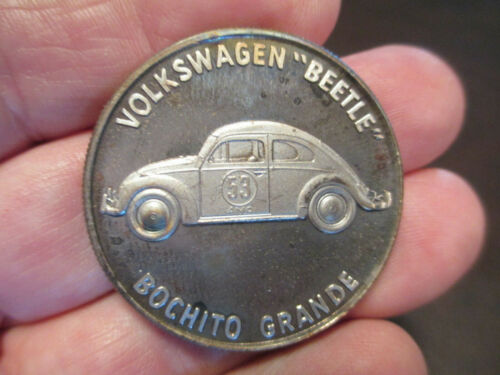 VOLKSWAGEN "BEETLE"
53
BOCHITO GRANDE